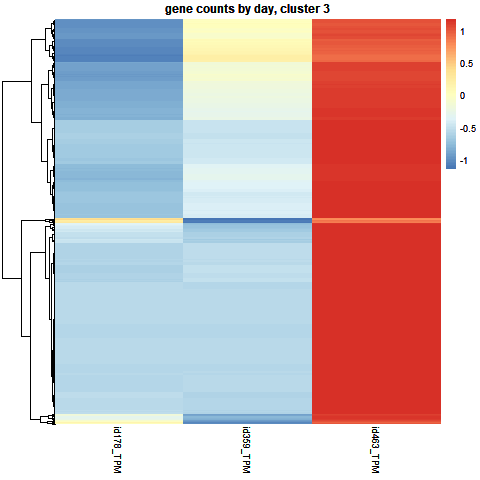 gene counts by day, cluster 3
1
0.5
0
-0.5
-1
id178_TPM
id359_TPM
id463_TPM